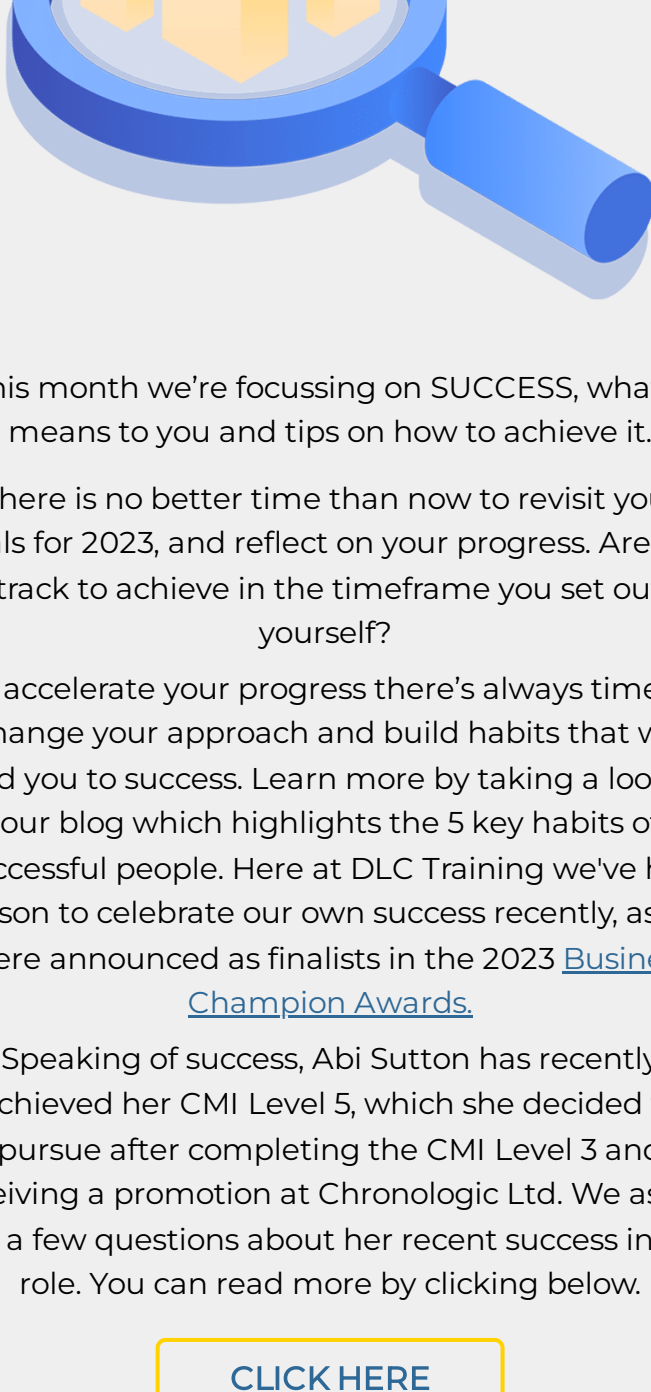 his month we’re focussing on SUCCESS, wha
means to you and tips on how to achieve it.
here is no better time than now to revisit you
ls for 2023, and reflect on your progress. Are
track to achieve in the timeframe you set ou
yourself?
accelerate your progress there’s always time
hange your approach and build habits that w
d you to success. Learn more by taking a loo
our blog which highlights the 5 key habits of
ccessful people. Here at DLC Training we've h
son to celebrate our own success recently, as
ere announced as finalists in the 2023 Busine
Champion Awards.
Speaking of success, Abi Sutton has recently
chieved her CMI Level 5, which she decided
pursue after completing the CMI Level 3 and
eiving a promotion at Chronologic Ltd. We as
a few questions about her recent success in
role. You can read more by clicking below.
CLICK HERE